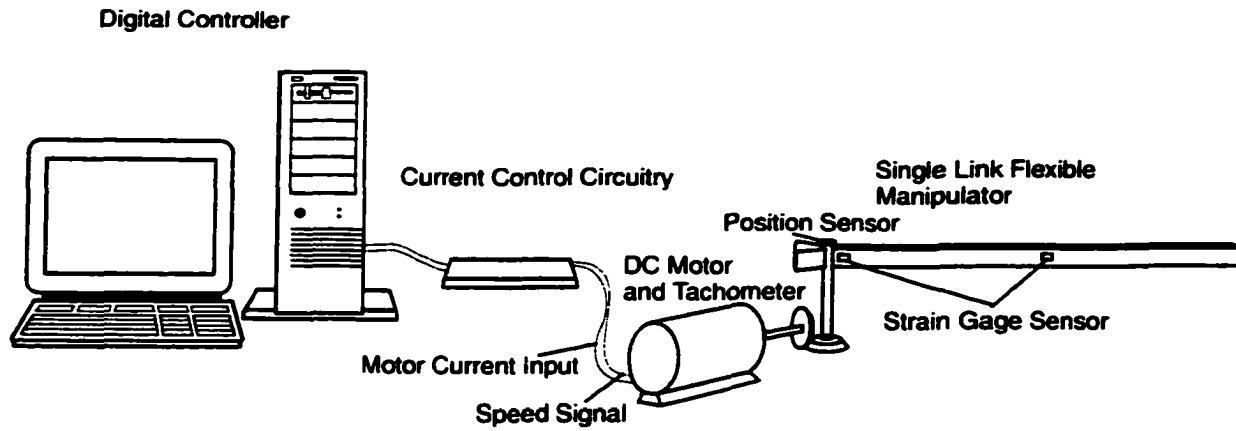 Digital Controller
Current Control Circuitry
Single Link Flexible
Manipulator
Position Sensor
DC Motor
and Tachometer
Strain Gage Sensor
Motor Current Input
Speed Signal